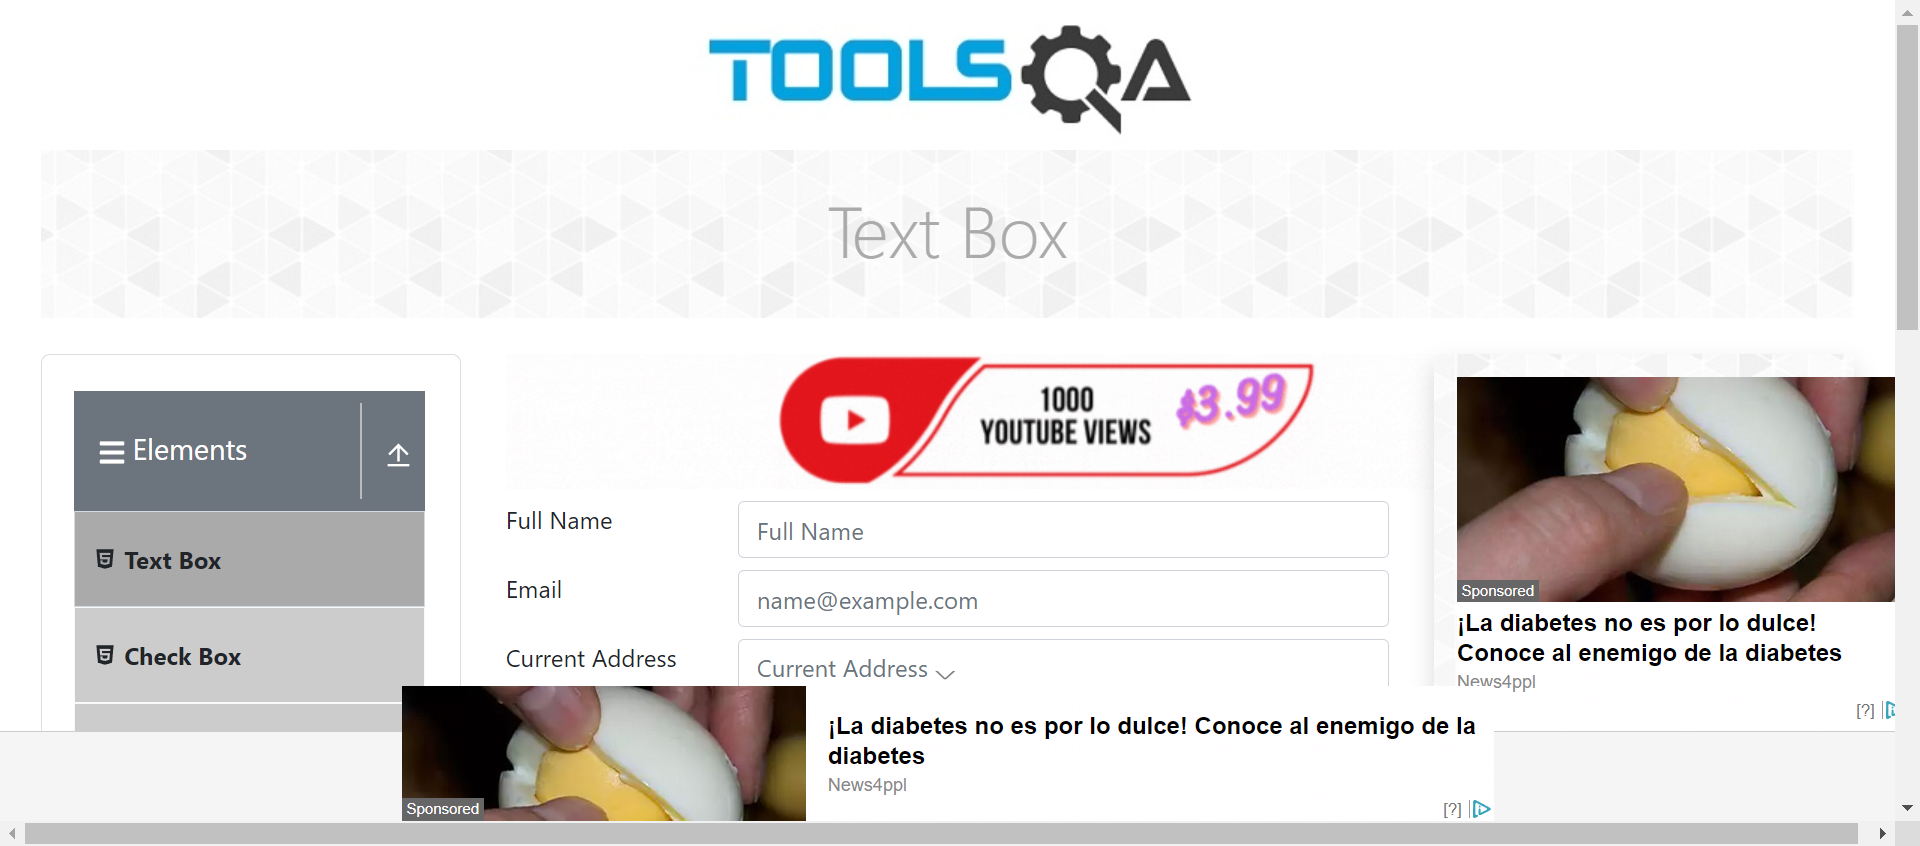 TOOLSQA
Text Box
Elements
Text Box
Check Box
1000
YOUTUBE VIEWS
$3.99
Full Name
Full Name
Email
name@example.com
Current Address
Current Address
Sponsored
¡La diabetes no es por lo dulce!
Conoce al enemigo de la diabetes
News4ppl
[?]
Sponsored
¡La diabetes no es por lo dulce! Conoce al enemigo de la
diabetes
News4ppl
[?]